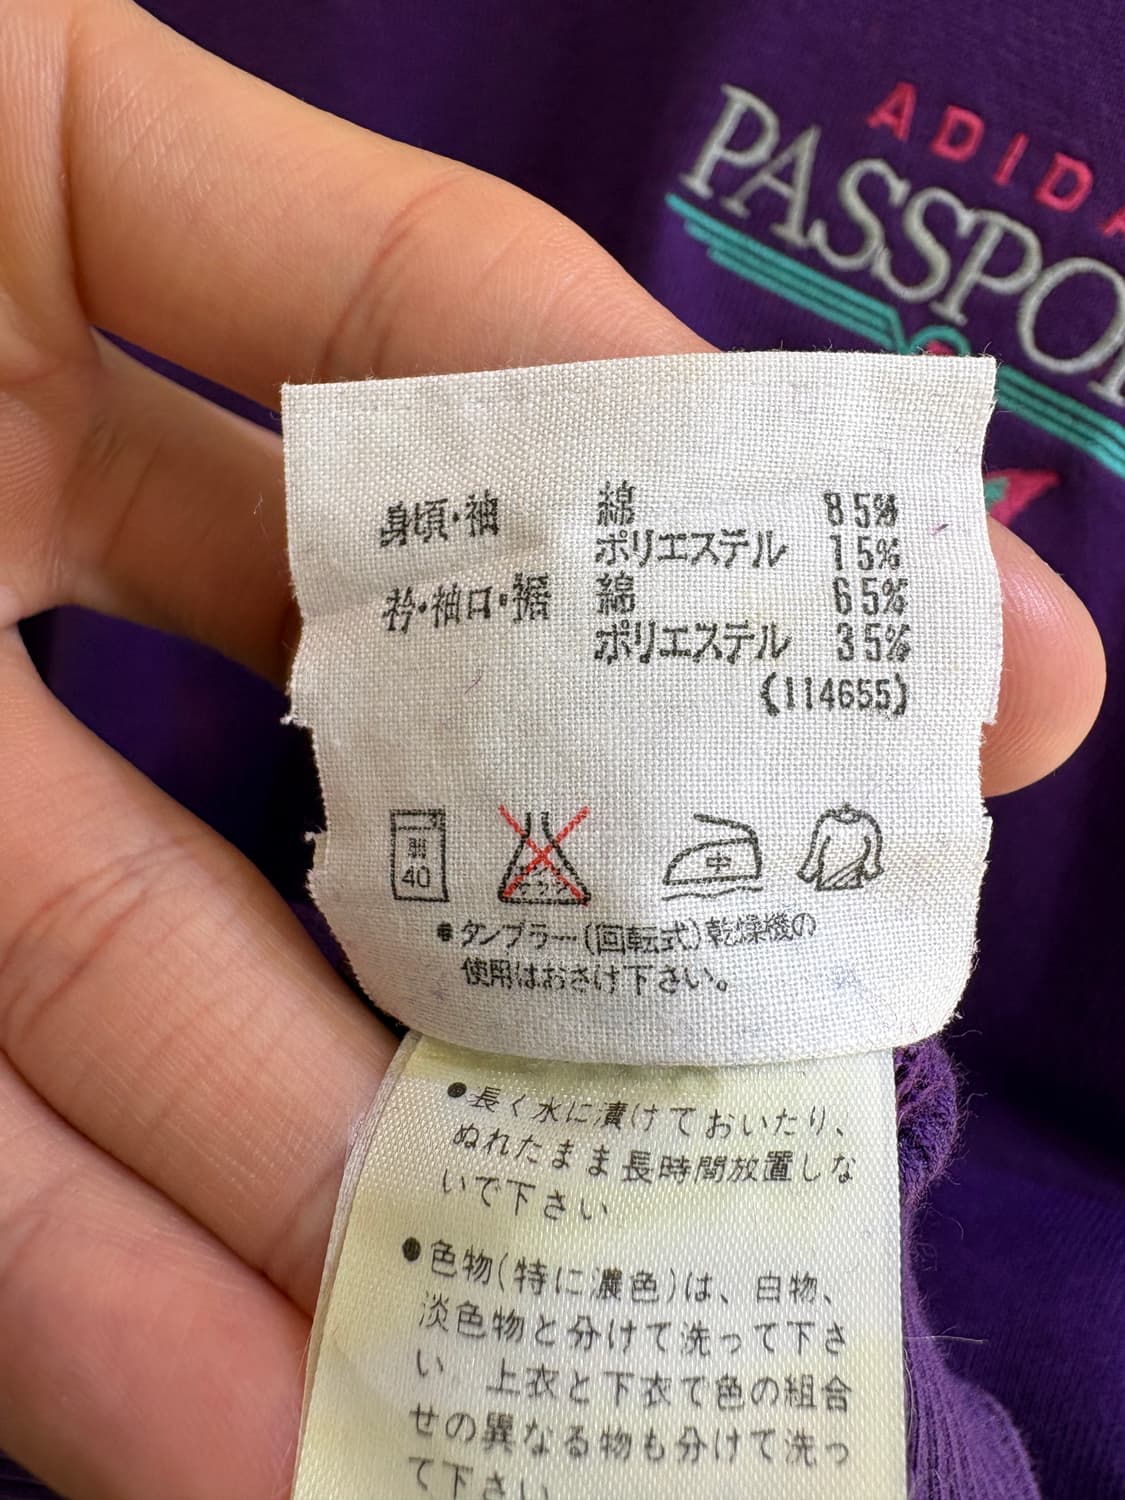 ADIDA
PASSPO
身頃・袖 綿 85%
ポリエステル 15%
衿・袖口・裾 綿 65%
ポリエステル 35%
(114655)
弱
40
中
●タンブラー(回転式)乾燥機の
使用はおさけ下さい。
●長く水に漬けておいたり、
ぬれたまま長時間放置しな
いで下さい
●色物(特に濃色)は、白物、
淡色物と分けて洗って下さ
い 上衣と下衣で色の組合
せの異なる物も分けて洗っ
て下さい